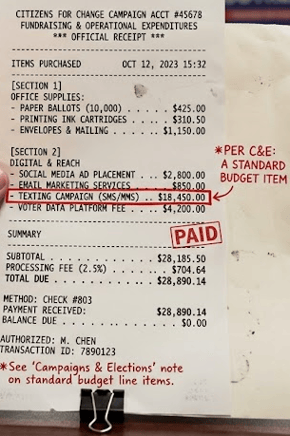 CITIZENS FOR CHANGE CAMPAIGN ACCT #45678
FUNDRAISING & OPERATIONAL EXPENDITURES
*** OFFICIAL RECEIPT ***
ITEMS PURCHASED OCT 12, 2023 15:32
[SECTION 1]
OFFICE SUPPLIES:
- PAPER BALLOTS (10,000) . . . . . $425.00
- PRINTING INK CARTRIDGES . . . . $310.50
- ENVELOPES & MAILING . . . . . $1,150.00
[SECTION 2]
DIGITAL & REACH
- SOCIAL MEDIA AD PLACEMENT . . $2,800.00
- EMAIL MARKETING SERVICES $850.00
- TEXTING CAMPAIGN (SMS/MMS) .. $18,450.00
- VOTER DATA PLATFORM FEE . . . $4,200.00
*PER C&E:
A STANDARD
BUDGET ITEM
SUMMARY
PAID
SUBTOTAL . . . . . . . . . . . $28,185.50
PROCESSING FEE (2.5%) . . . . . . $704.64
TOTAL DUE . . . . . . . . . . $28,890.14
METHOD: CHECK #803
PAYMENT RECEIVED: $28,890.14
BALANCE DUE . . . . . . . . . . . $0.00
AUTHORIZED: M. CHEN
TRANSACTION ID: 7890123
*See 'Campaigns & Elections' note
on standard budget line items.